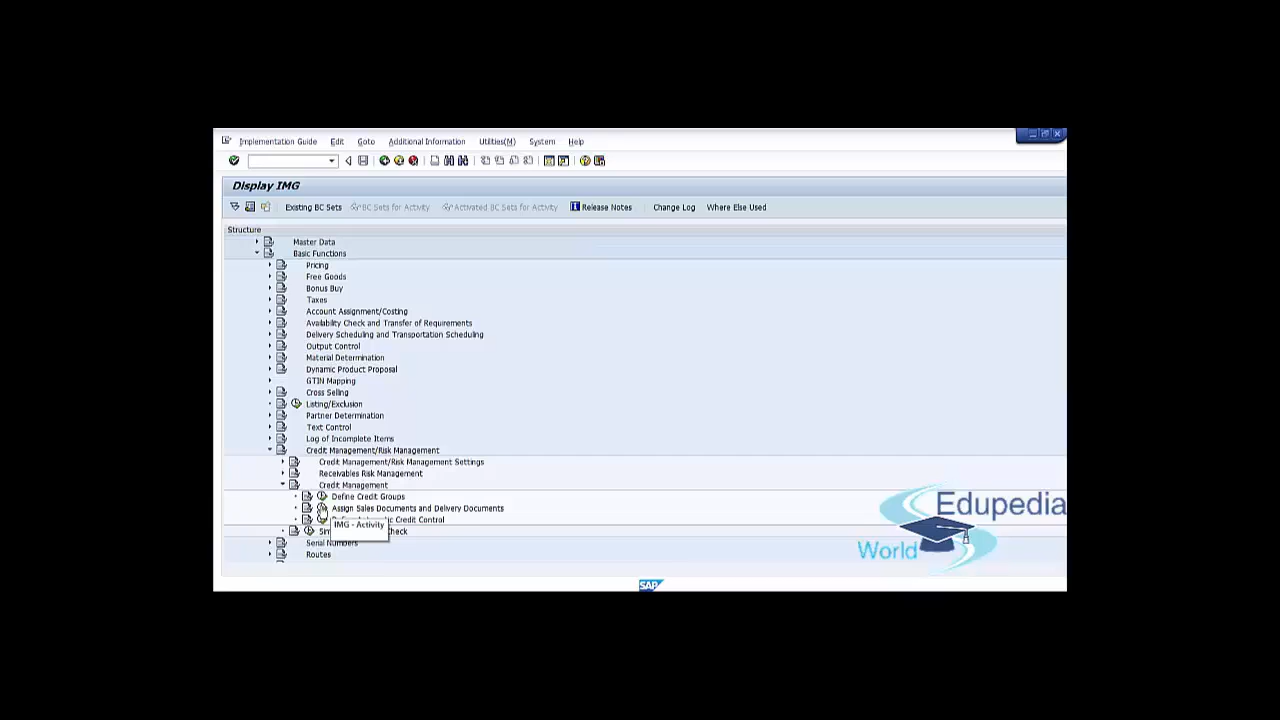 Implementation Guide Edit Goto Additional Information Utilities(M) System Help
Display IMG
Existing BC Sets BC Sets for Activity Activated BC Sets for Activity Release Notes Change Log Where Else Used
Structure
Master Data
Basic Functions
Pricing
Free Goods
Bonus Buy
Taxes
Account Assignment/Costing
Availability Check and Transfer of Requirements
Delivery Scheduling and Transportation Scheduling
Output Control
Material Determination
Dynamic Product Proposal
GTIN Mapping
Cross Selling
Listing/Exclusion
Partner Determination
Text Control
Log of Incomplete Items
Credit Management/Risk Management
Credit Management/Risk Management Settings
Receivables Risk Management
Credit Management
Define Credit Groups
Assign Sales Documents and Delivery Documents
Credit Control
IMG - Activity
Serial Numbers
Routes
Edupedia
World
SAP